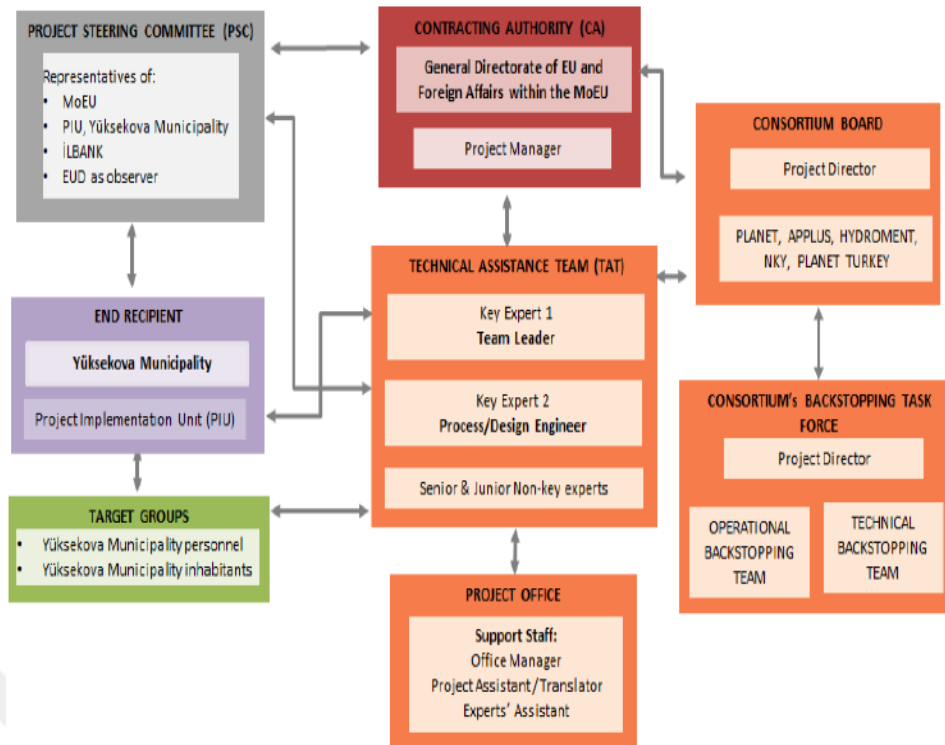 PROJECT STEERING COMMITTEE (PSC)
Representatives of:
• MoEU
• PIU, Yüksekova Municipality
• İLBANK
• EUD as observer
CONTRACTING AUTHORITY (CA)
General Directorate of EU and
Foreign Affairs within the MoEU
Project Manager
CONSORTIUM BOARD
Project Director
PLANET, APPLUS, HYDROMENT,
NKY, PLANET TURKEY
TECHNICAL ASSISTANCE TEAM (TAT)
Key Expert 1
Team Leader
Key Expert 2
Process/Design Engineer
Senior & Junior Non-key experts
END RECIPIENT
Yüksekova Municipality
Project Implementation Unit (PIU)
CONSORTIUM's BACKSTOPPING TASK
FORCE
Project Director
OPERATIONAL
BACKSTOPPING
TEAM
TECHNICAL
BACKSTOPPING
TEAM
TARGET GROUPS
• Yüksekova Municipality personnel
• Yüksekova Municipality inhabitants
PROJECT OFFICE
Support Staff:
Office Manager
Project Assistant/Translator
Experts' Assistant